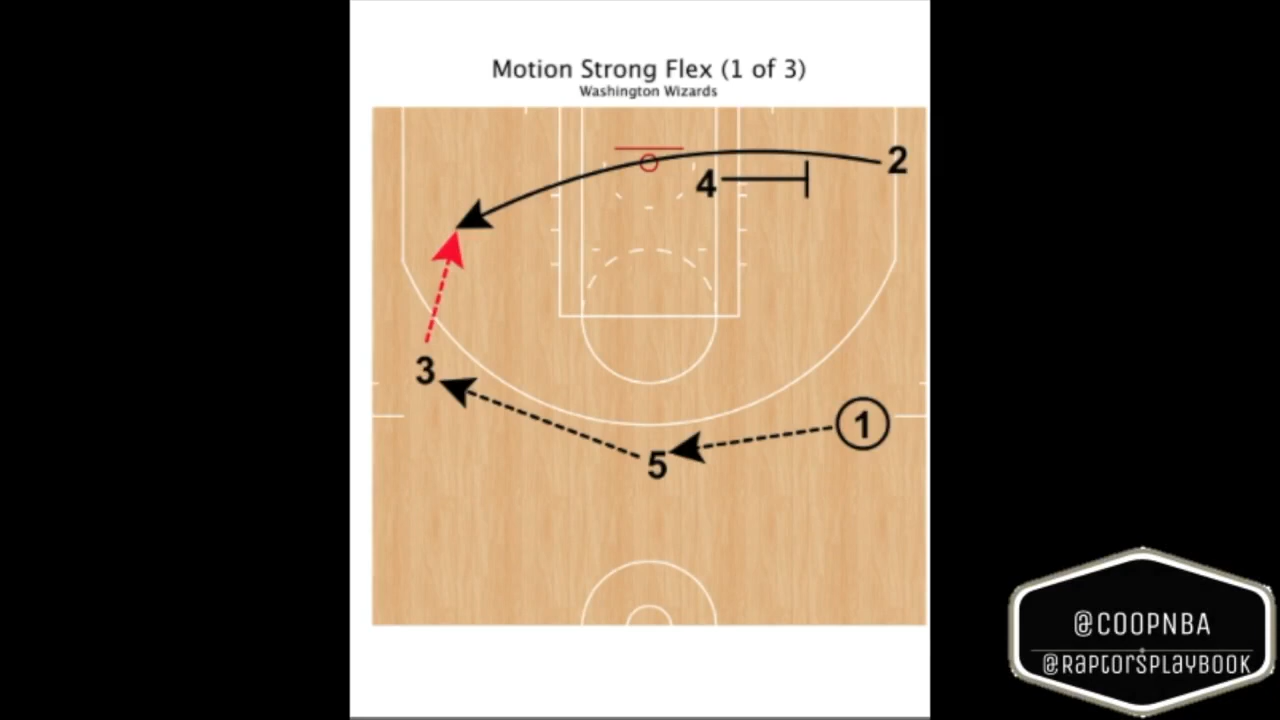 Motion Strong Flex (1 of 3)
Washington Wizards
2
4
3
1
5
@COOPNBA
@RAPTORSPLAYBOOK